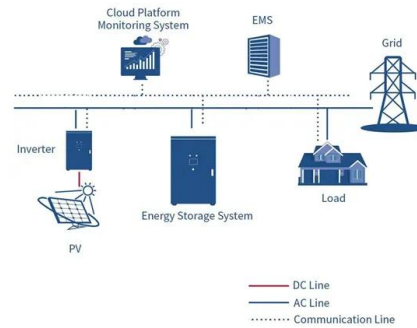 Cloud Platform
Monitoring System
EMS
Grid
Inverter
Energy Storage System
Load
PV
DC Line
AC Line
Communication Line